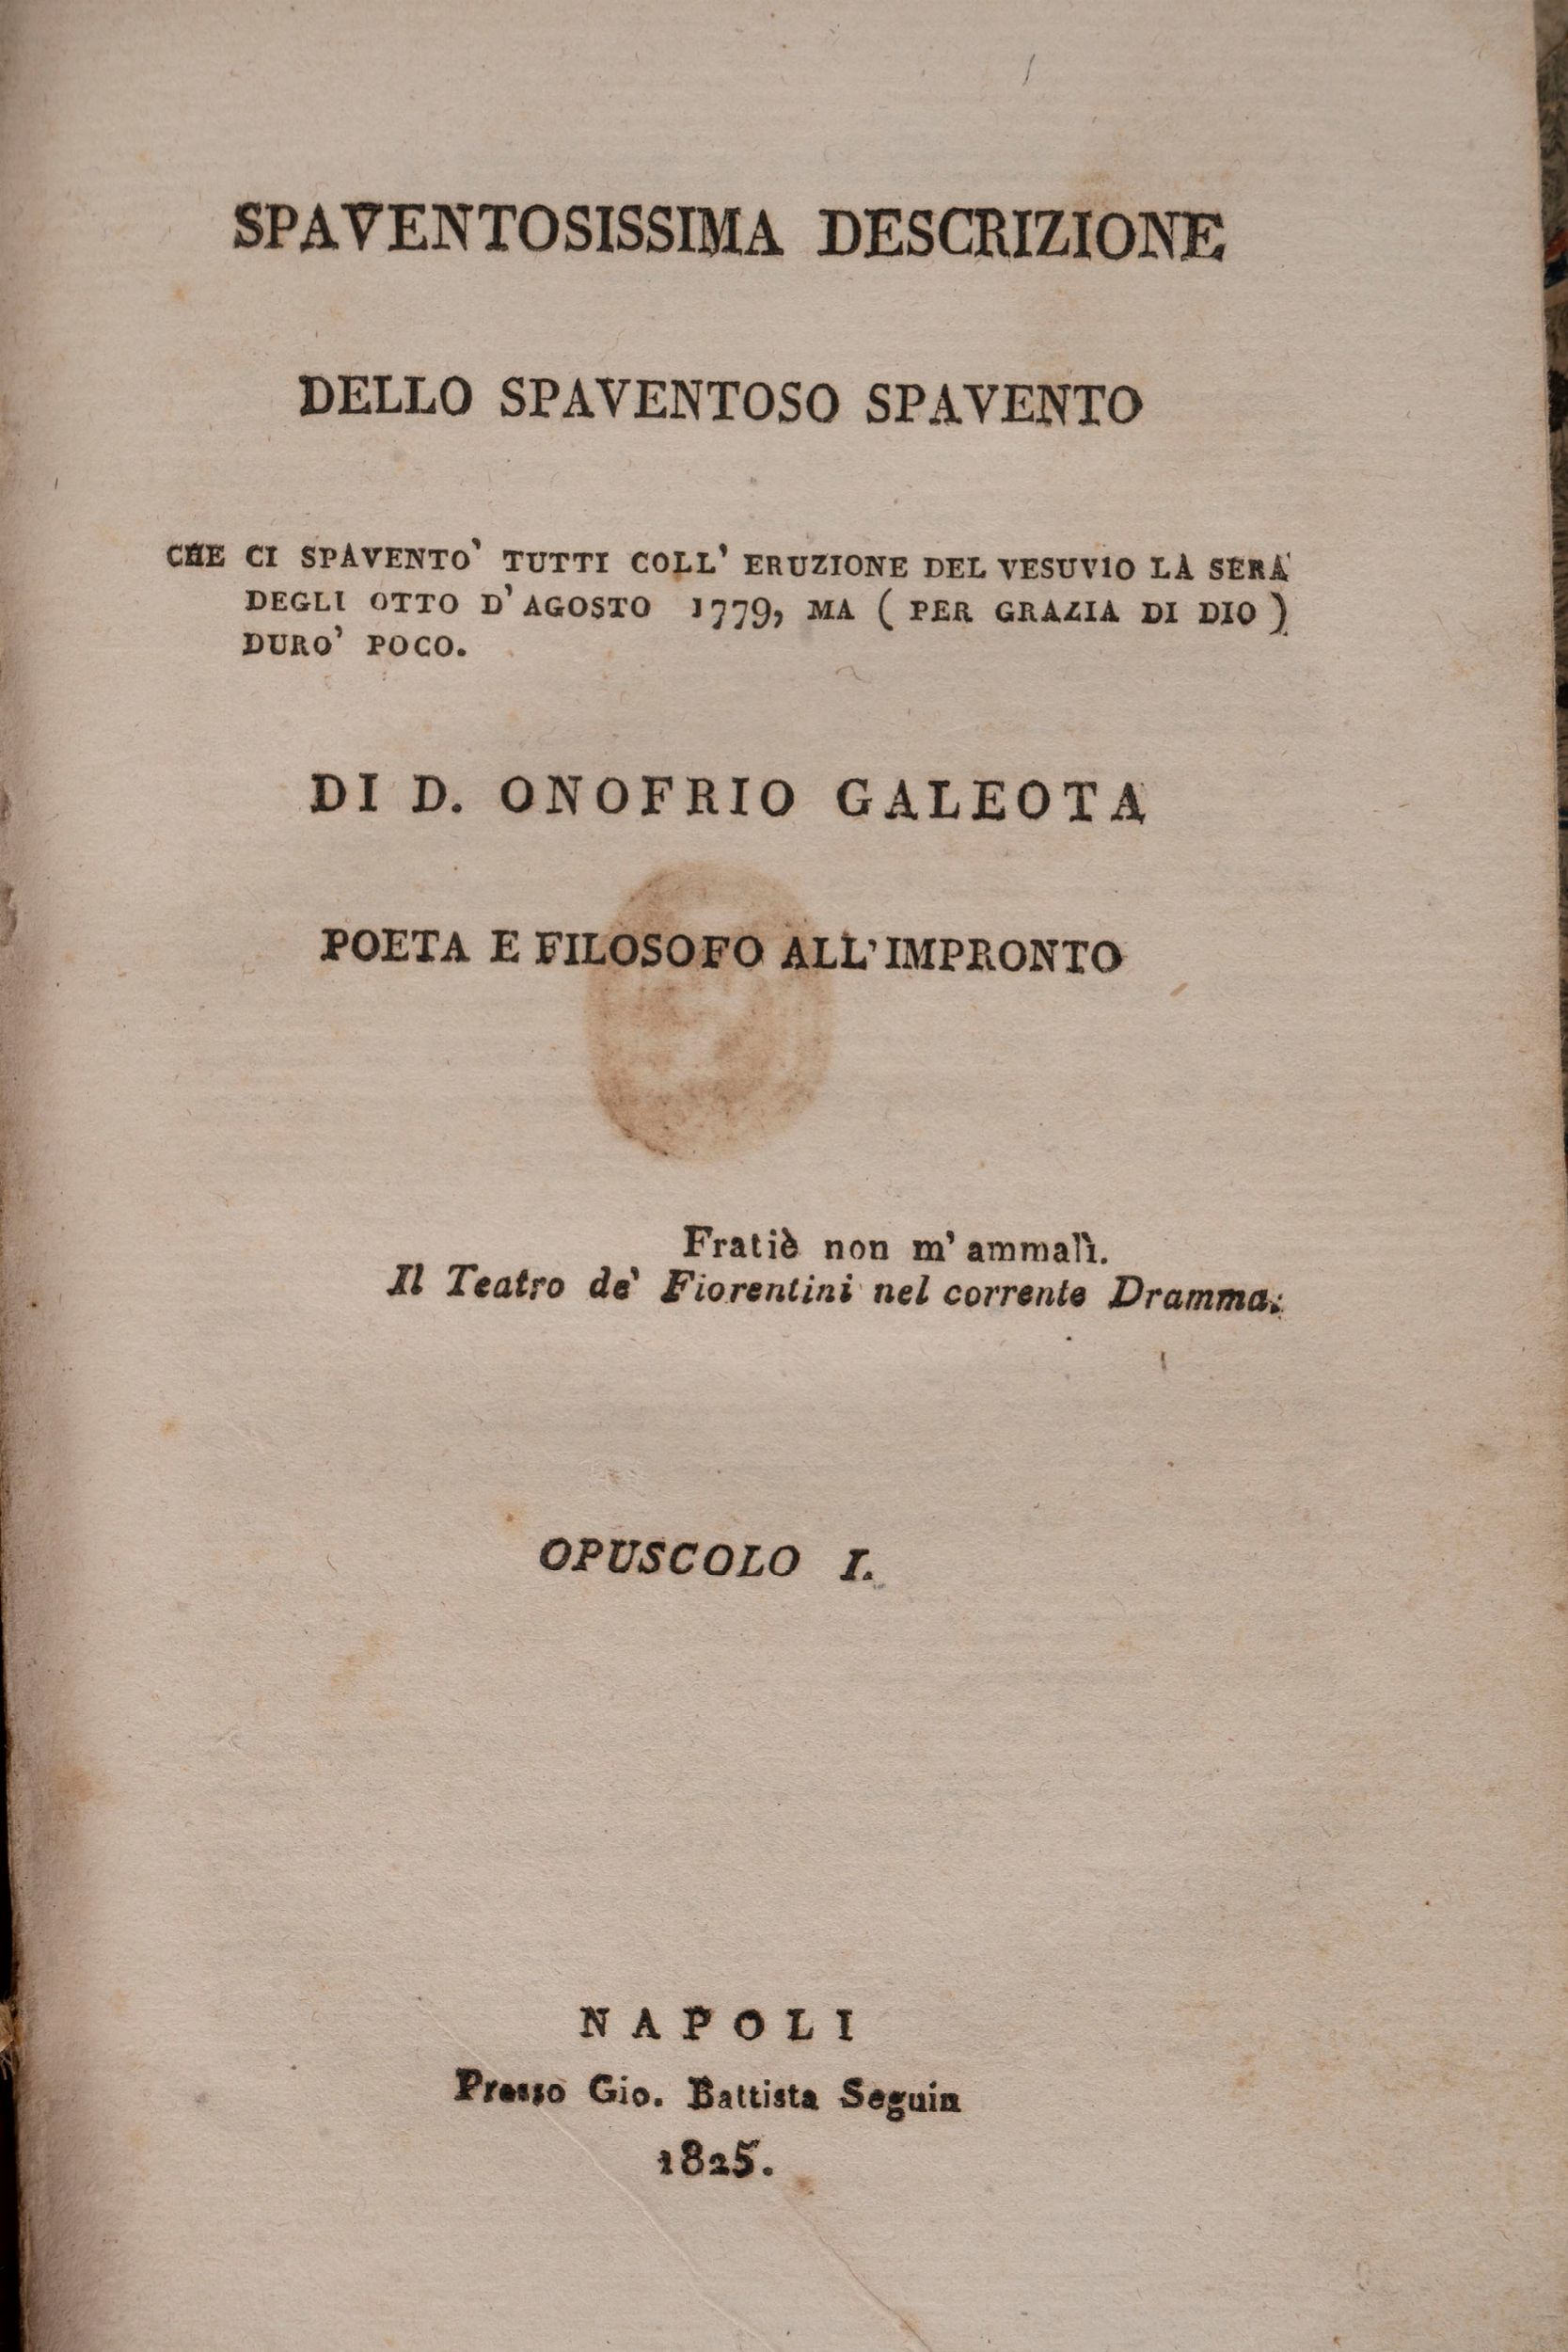 SPAVENTOSISSIMA DESCRIZIONE
DELLO SPAVENTOSO SPAVENTO
CHE CI SPAVENTO' TUTTI COLL' ERUZIONE DEL VESUVIO LA SERA
DEGLI OTTO D'AGOSTO 1779, MA ( PER GRAZIA DI DIO )
DURO' POCO.
DI D. ONOFRIO GALEOTA
POETA E FILOSOFO ALL'IMPRONTO
Fratiè non m' ammalì.
Il Teatro de' Fiorentini nel corrente Dramma.
OPUSCOLO I.
NAPOLI
Presso Gio. Battista Seguin
1825.